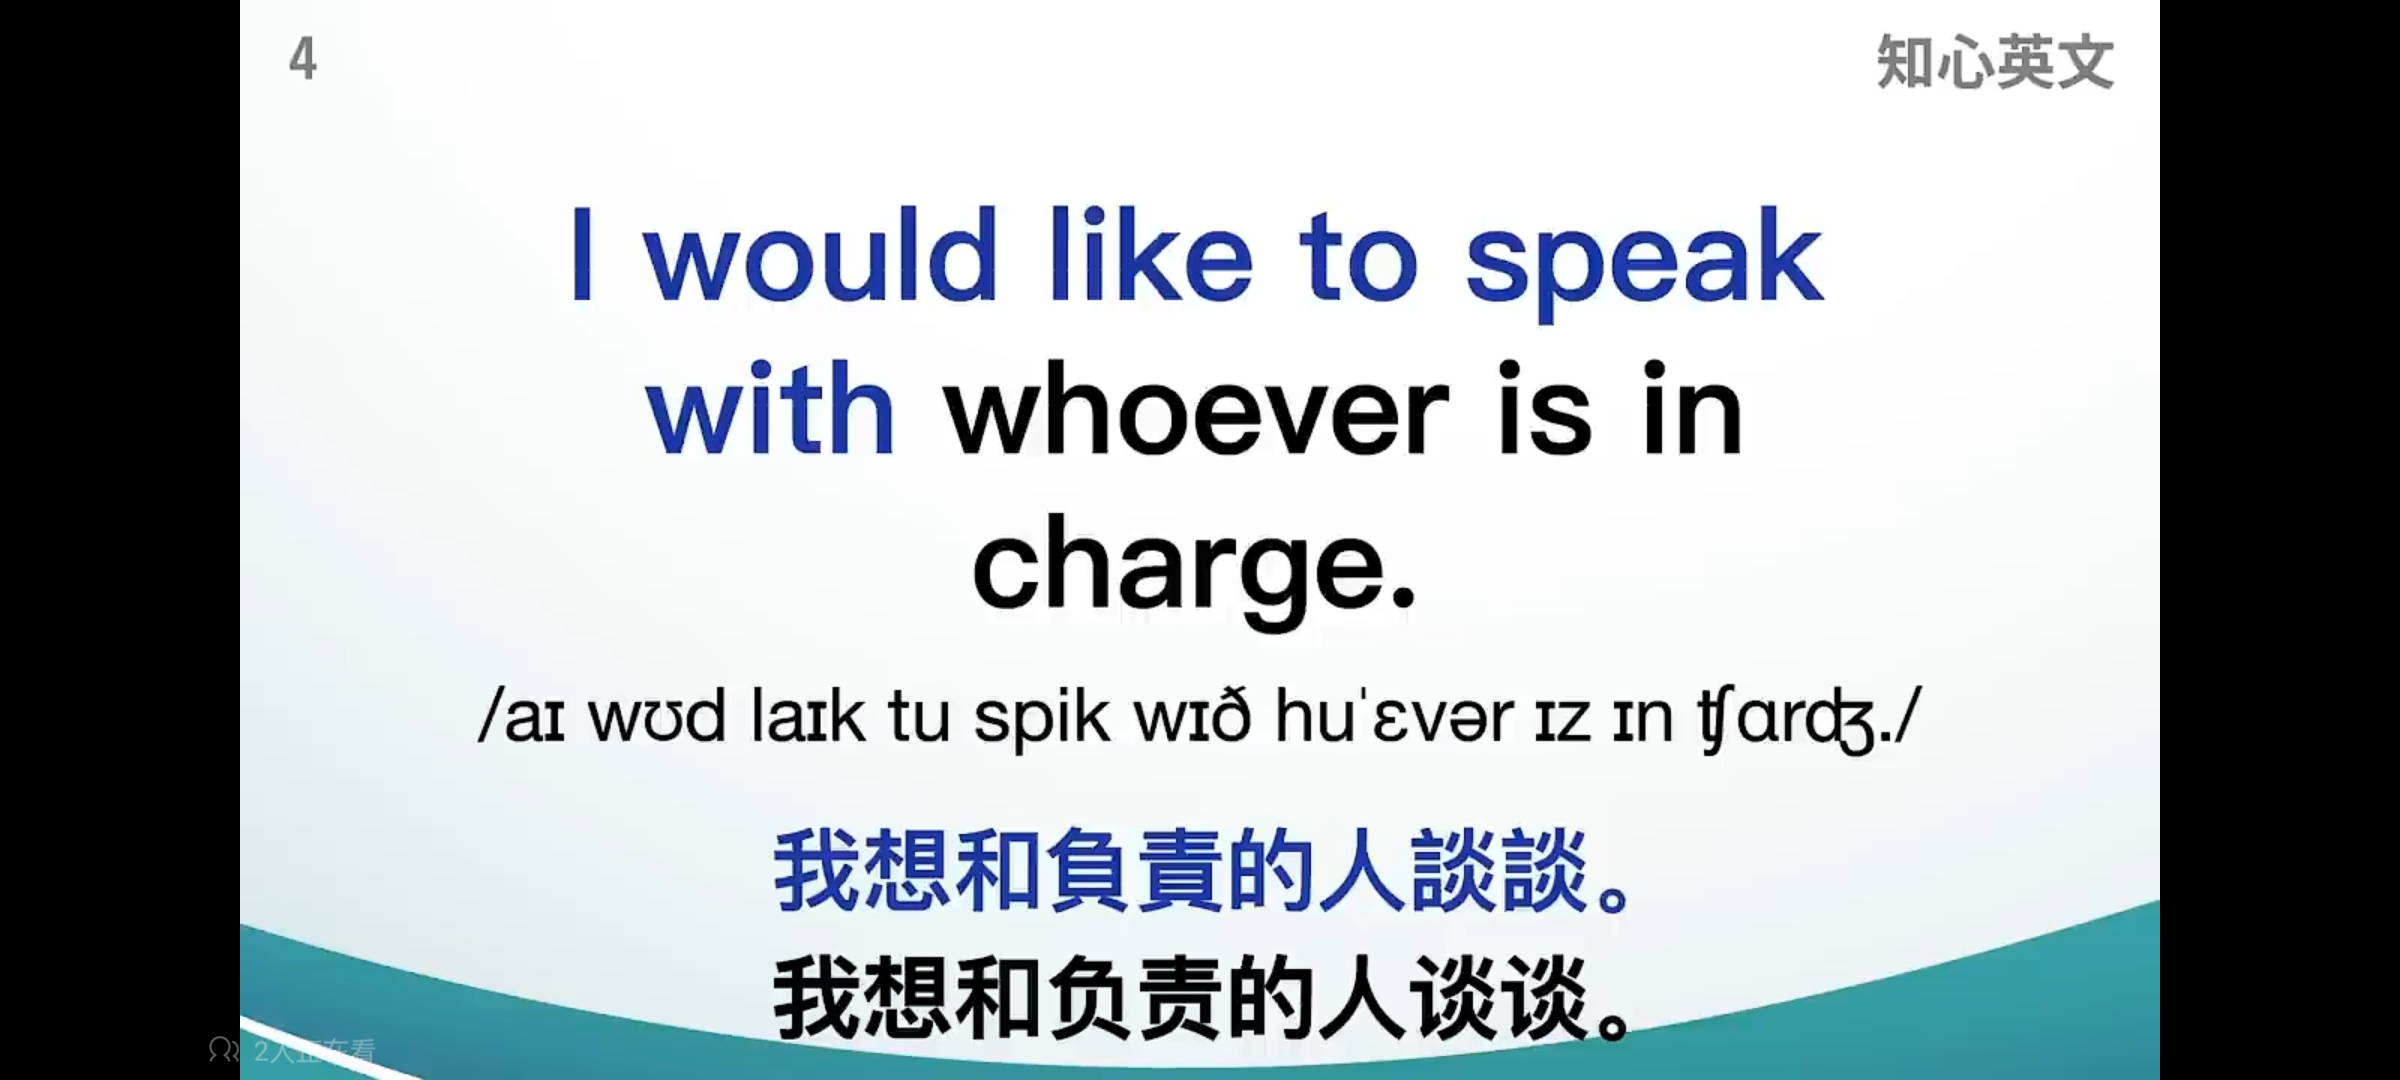 4
知心英文
I would like to speak
with whoever is in
charge.
/aɪ wʊd laɪk tu spik wɪð huˈɛvər ɪz ɪn ʧɑrʤ./
我想和負責的人談談。
我想和负责的人谈谈。
2人正在看